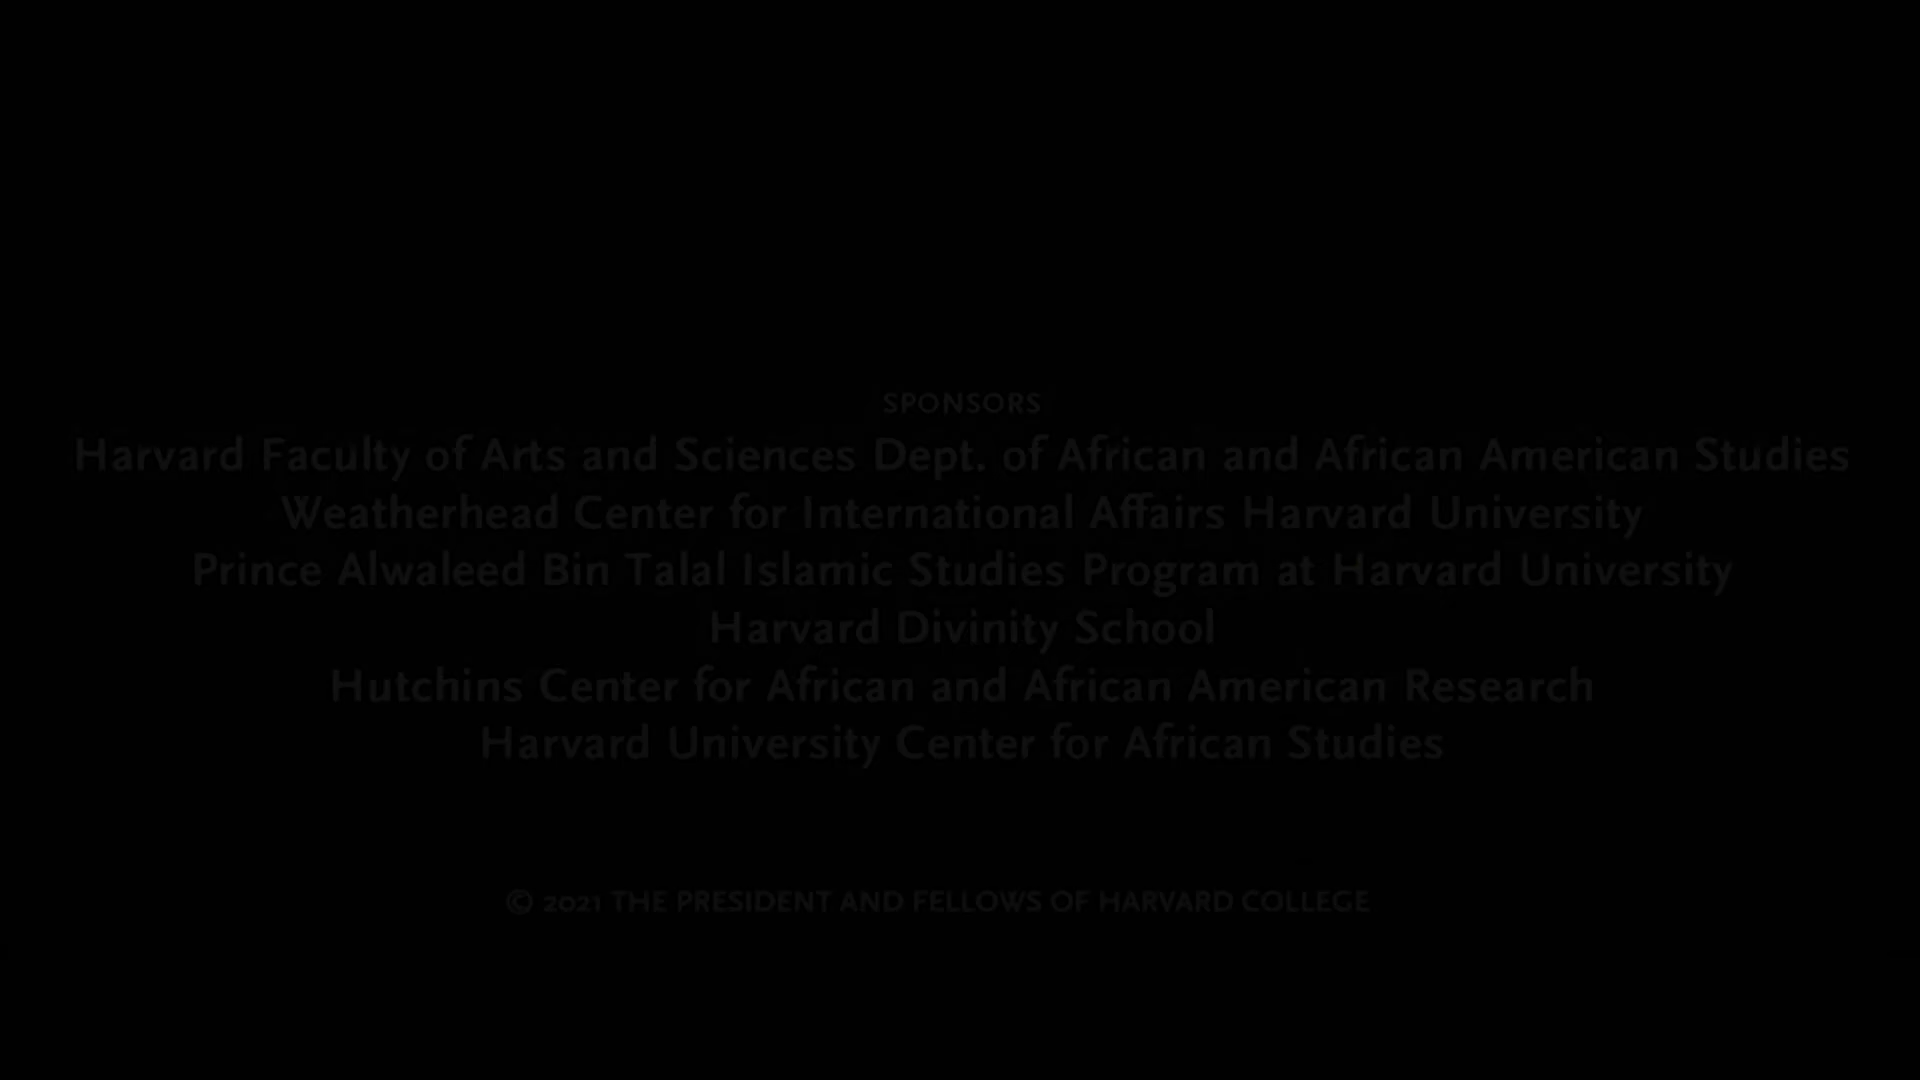 SPONSORS
Harvard Faculty of Arts and Sciences Dept. of African and African American Studies
Weatherhead Center for International Affairs Harvard University
Prince Alwaleed Bin Talal Islamic Studies Program at Harvard University
Harvard Divinity School
Hutchins Center for African and African American Research
Harvard University Center for African Studies
© 2021 THE PRESIDENT AND FELLOWS OF HARVARD COLLEGE